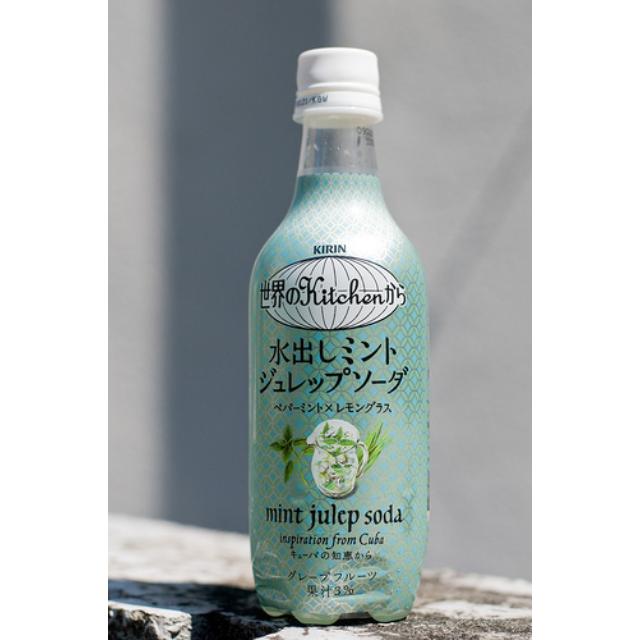 KIRIN
世界のKitchenから
水出しミント
ジュレップソーダ
ペパーミント×レモングラス
mint julep soda
inspiration from Cuba
キューバの知恵から
グレープフルーツ
果汁3%